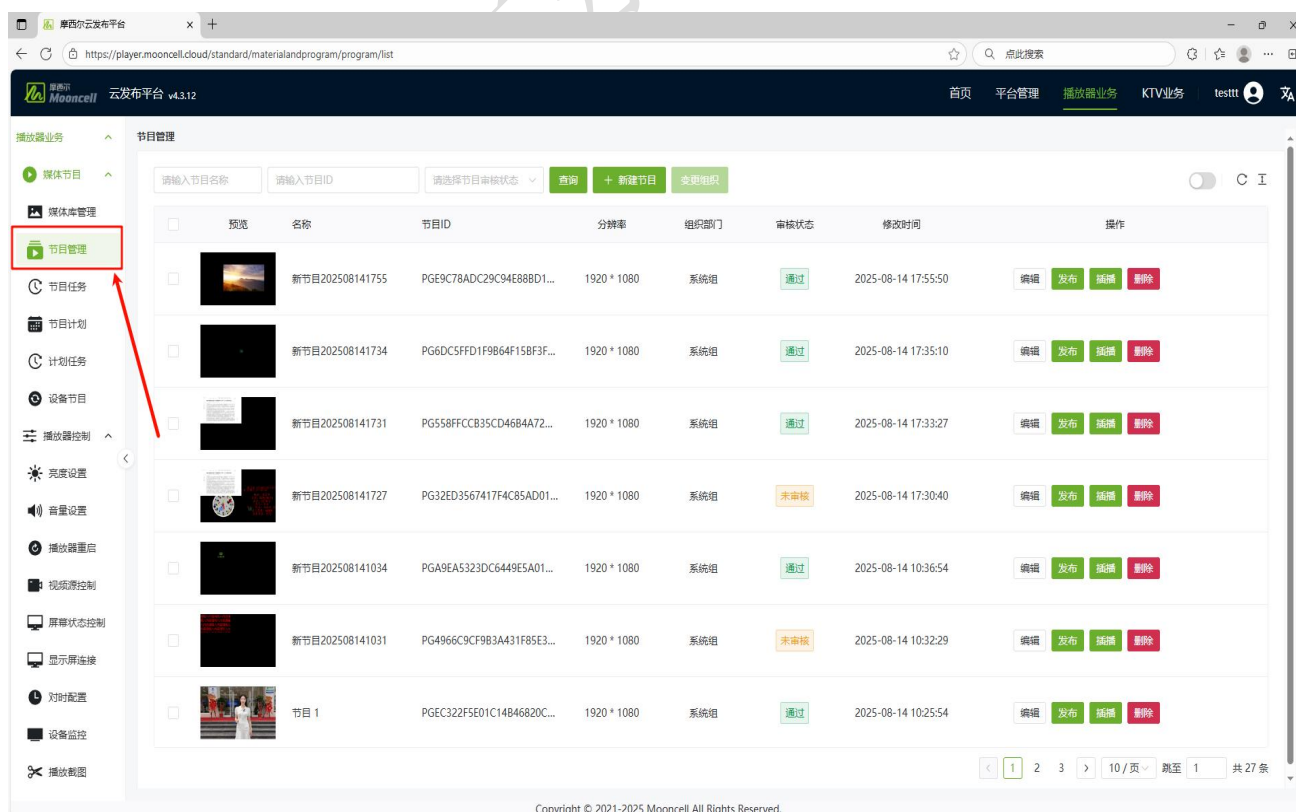 摩西尔云发布平台
https://player.mooncell.cloud/standard/materialandprogram/program/list
点此搜索
摩西尔 Mooncell 云发布平台 v4.3.12
首页 平台管理 播放器业务 KTV业务 testtt
播放器业务
媒体节目
媒体库管理
节目管理
节目任务
节目计划
计划任务
设备节目
播放器控制
亮度设置
音量设置
播放器重启
视频源控制
屏幕状态控制
显示屏连接
对时配置
设备监控
播放截图
节目管理
请输入节目名称 请输入节目ID 请选择节目审核状态 查询 + 新建节目 变更组织
预览 名称 节目ID 分辨率 组织部门 审核状态 修改时间 操作
新节目202508141755 PGE9C78ADC29C94E88BD1... 1920 * 1080 系统组 通过 2025-08-14 17:55:50 编辑 发布 插播 删除
新节目202508141734 PG6DC5FFD1F9B64F15BF3F... 1920 * 1080 系统组 通过 2025-08-14 17:35:10 编辑 发布 插播 删除
新节目202508141731 PG558FFCCB35CD46B4A72... 1920 * 1080 系统组 通过 2025-08-14 17:33:27 编辑 发布 插播 删除
新节目202508141727 PG32ED3567417F4C85AD01... 1920 * 1080 系统组 未审核 2025-08-14 17:30:40 编辑 发布 插播 删除
新节目202508141034 PGA9EA5323DC6449E5A01... 1920 * 1080 系统组 通过 2025-08-14 10:36:54 编辑 发布 插播 删除
新节目202508141031 PG4966C9CF9B3A431F85E3... 1920 * 1080 系统组 未审核 2025-08-14 10:32:29 编辑 发布 插播 删除
节目 1 PGEC322F5E01C14B46820C... 1920 * 1080 系统组 通过 2025-08-14 10:25:54 编辑 发布 插播 删除
1 2 3 10 / 页 跳至 1 共 27 条
Copyright © 2021-2025 Mooncell All Rights Reserved.